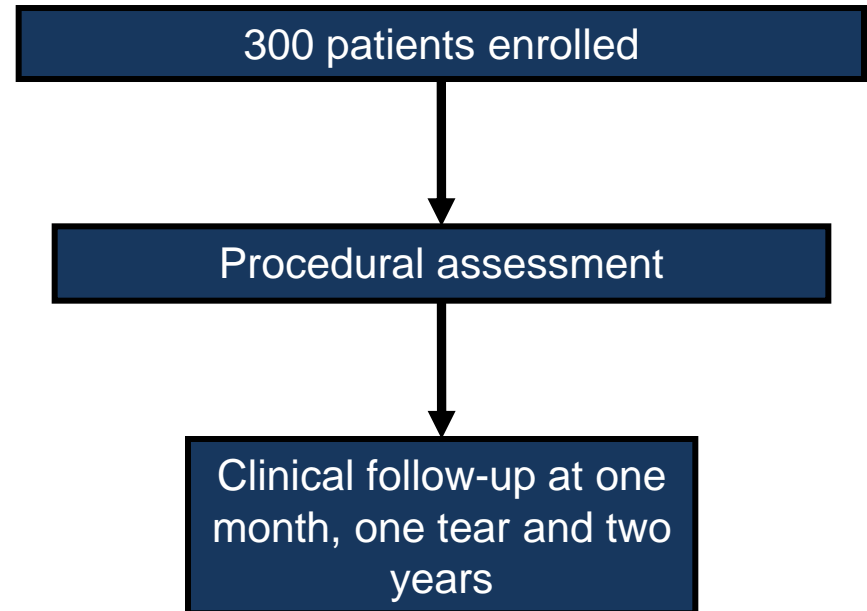 300 patients enrolled
Procedural assessment
Clinical follow-up at one
month, one tear and two
years